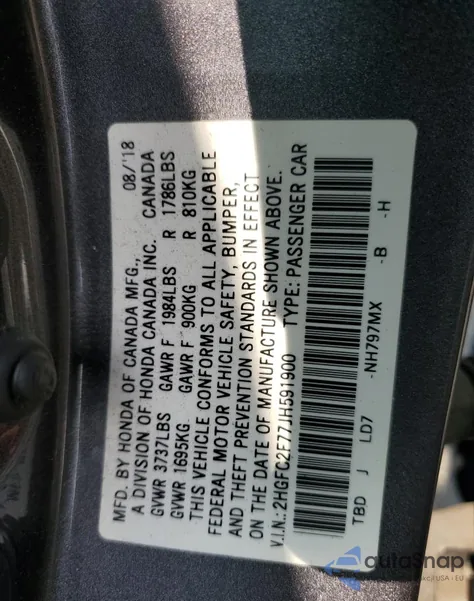 MFD. BY HONDA OF CANADA MFG., 08/'18
A DIVISION OF HONDA CANADA INC. CANADA
GVWR 3737LBS GAWR F 1984LBS R 1786LBS
GVWR 1695KG GAWR F 900KG R 810KG
THIS VEHICLE CONFORMS TO ALL APPLICABLE
FEDERAL MOTOR VEHICLE SAFETY, BUMPER,
AND THEFT PREVENTION STANDARDS IN EFFECT
ON THE DATE OF MANUFACTURE SHOWN ABOVE.
V.I.N.: 2HGFC2F77JH591900 TYPE: PASSENGER CAR
TBD J LD7 -NH797MX -B -H
autoSnap